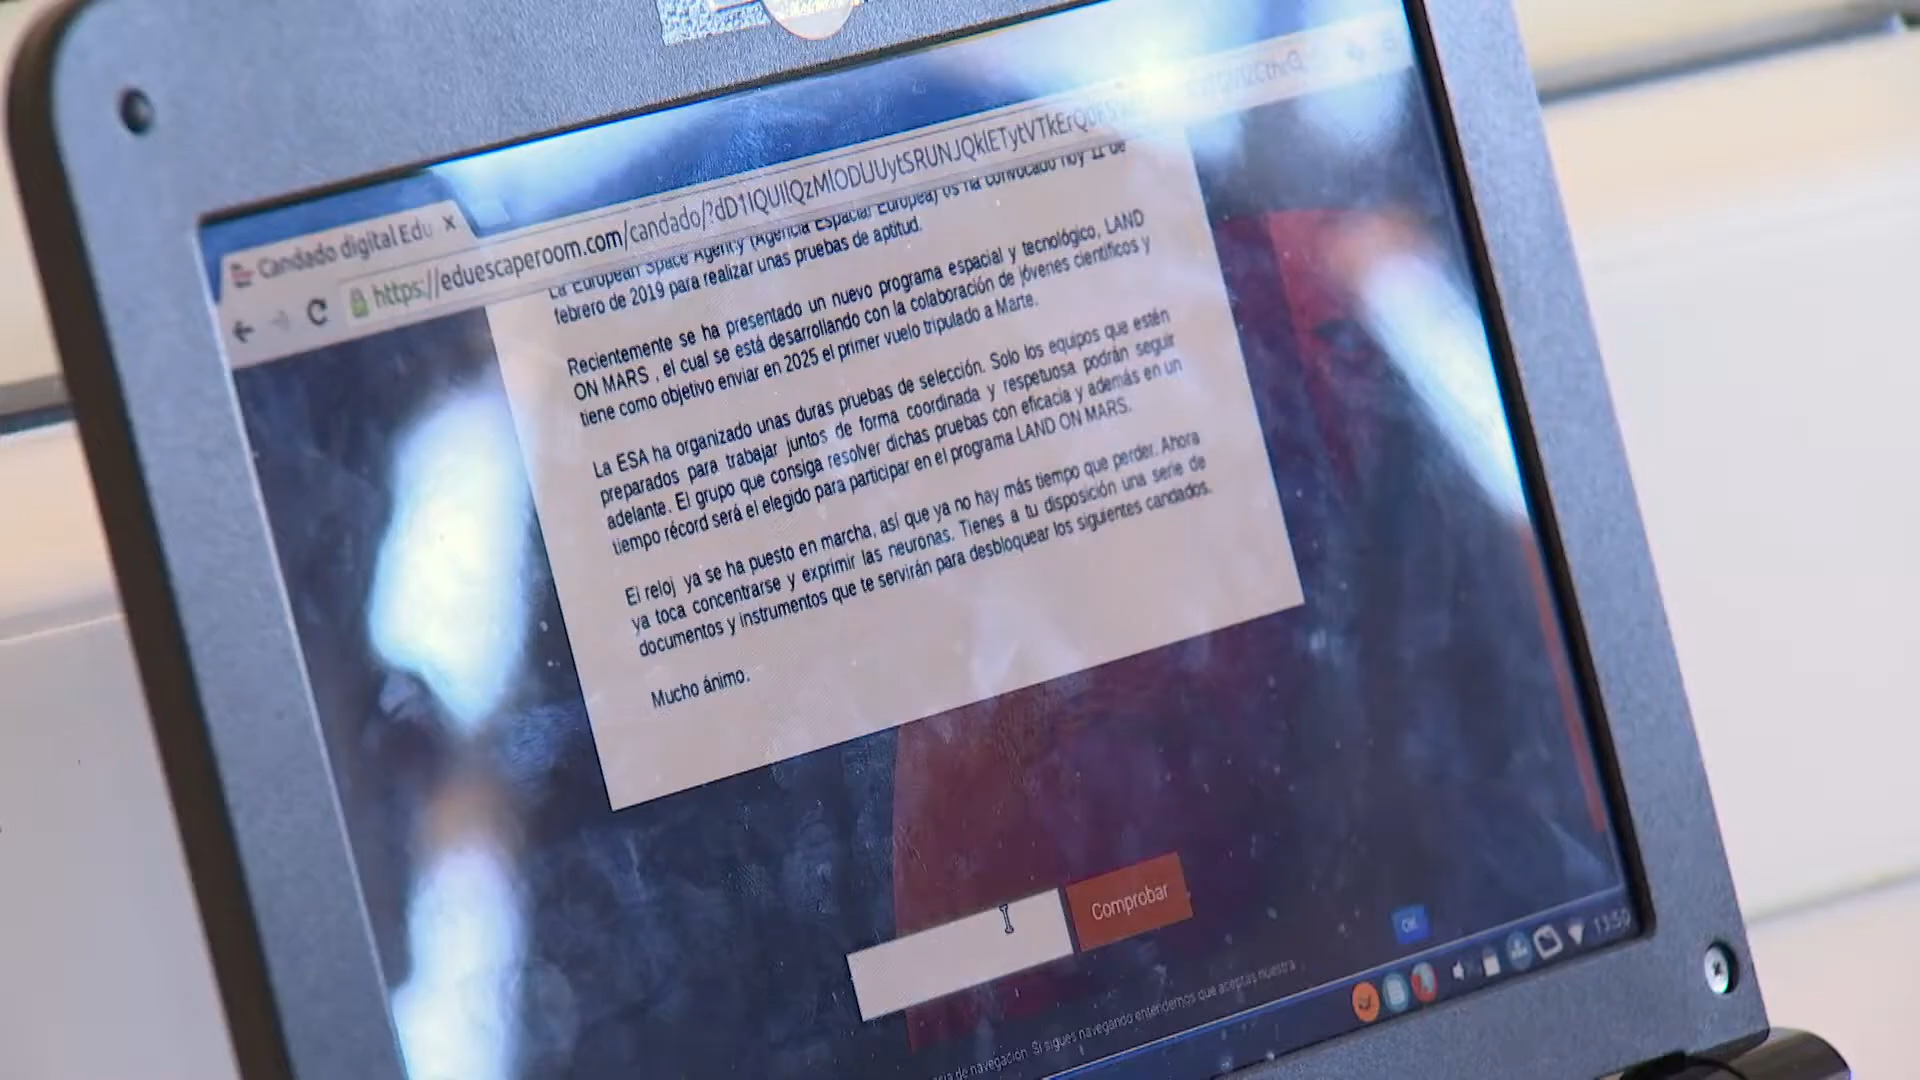 Candado digital Edu
https://eduescaperoom.com/candado/?dD1lQUlQzMlODLJUytSRUNJQklETytVTkErQ
La European Space Agency (Agencia Espacial Europea) os ha convocado hoy 11 de
febrero de 2019 para realizar unas pruebas de aptitud.
Recientemente se ha presentado un nuevo programa espacial y tecnológico, LAND
ON MARS , el cual se está desarrollando con la colaboración de jóvenes científicos y
tiene como objetivo enviar en 2025 el primer vuelo tripulado a Marte.
La ESA ha organizado unas duras pruebas de selección. Solo los equipos que estén
preparados para trabajar juntos de forma coordinada y respetuosa podrán seguir
adelante. El grupo que consiga resolver dichas pruebas con eficacia y además en un
tiempo récord será el elegido para participar en el programa LAND ON MARS.
El reloj ya se ha puesto en marcha, así que ya no hay más tiempo que perder. Ahora
ya toca concentrarse y exprimir las neuronas. Tienes a tu disposición una serie de
documentos y instrumentos que te servirán para desbloquear los siguientes candados.
Mucho ánimo.
Comprobar
OK
de navegación. Si sigues navegando entendemos que aceptas nuestra
13:50